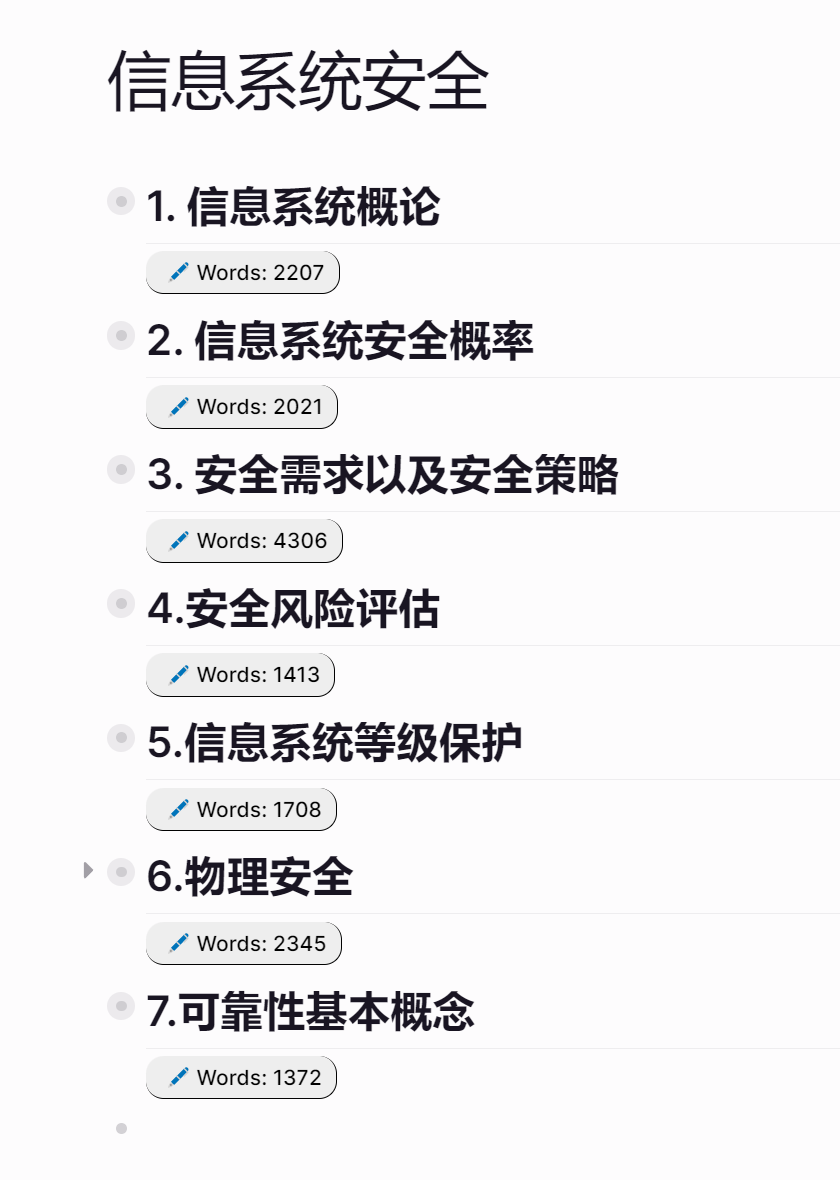 信息系统安全
1. 信息系统概论
Words: 2207
2. 信息系统安全概率
Words: 2021
3. 安全需求以及安全策略
Words: 4306
4.安全风险评估
Words: 1413
5.信息系统等级保护
Words: 1708
6.物理安全
Words: 2345
7.可靠性基本概念
Words: 1372